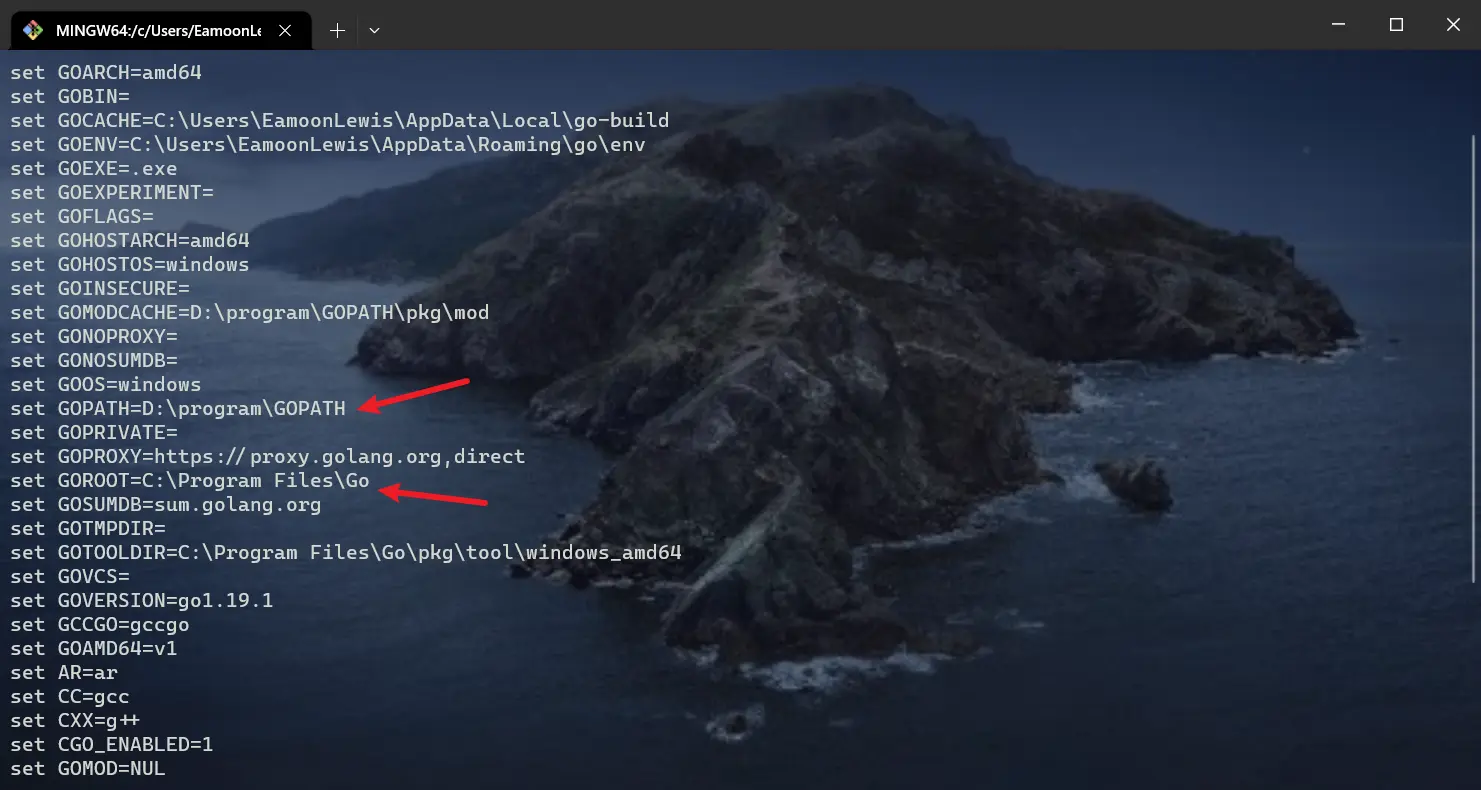 MINGW64:/c/Users/EamoonLe
set GOARCH=amd64
set GOBIN=
set GOCACHE=C:\Users\EamoonLewis\AppData\Local\go-build
set GOENV=C:\Users\EamoonLewis\AppData\Roaming\go\env
set GOEXE=.exe
set GOEXPERIMENT=
set GOFLAGS=
set GOHOSTARCH=amd64
set GOHOSTOS=windows
set GOINSECURE=
set GOMODCACHE=D:\program\GOPATH\pkg\mod
set GONOPROXY=
set GONOSUMDB=
set GOOS=windows
set GOPATH=D:\program\GOPATH
set GOPRIVATE=
set GOPROXY=https://proxy.golang.org,direct
set GOROOT=C:\Program Files\Go
set GOSUMDB=sum.golang.org
set GOTMPDIR=
set GOTOOLDIR=C:\Program Files\Go\pkg\tool\windows_amd64
set GOVCS=
set GOVERSION=go1.19.1
set GCCGO=gccgo
set GOAMD64=v1
set AR=ar
set CC=gcc
set CXX=g++
set CGO_ENABLED=1
set GOMOD=NUL